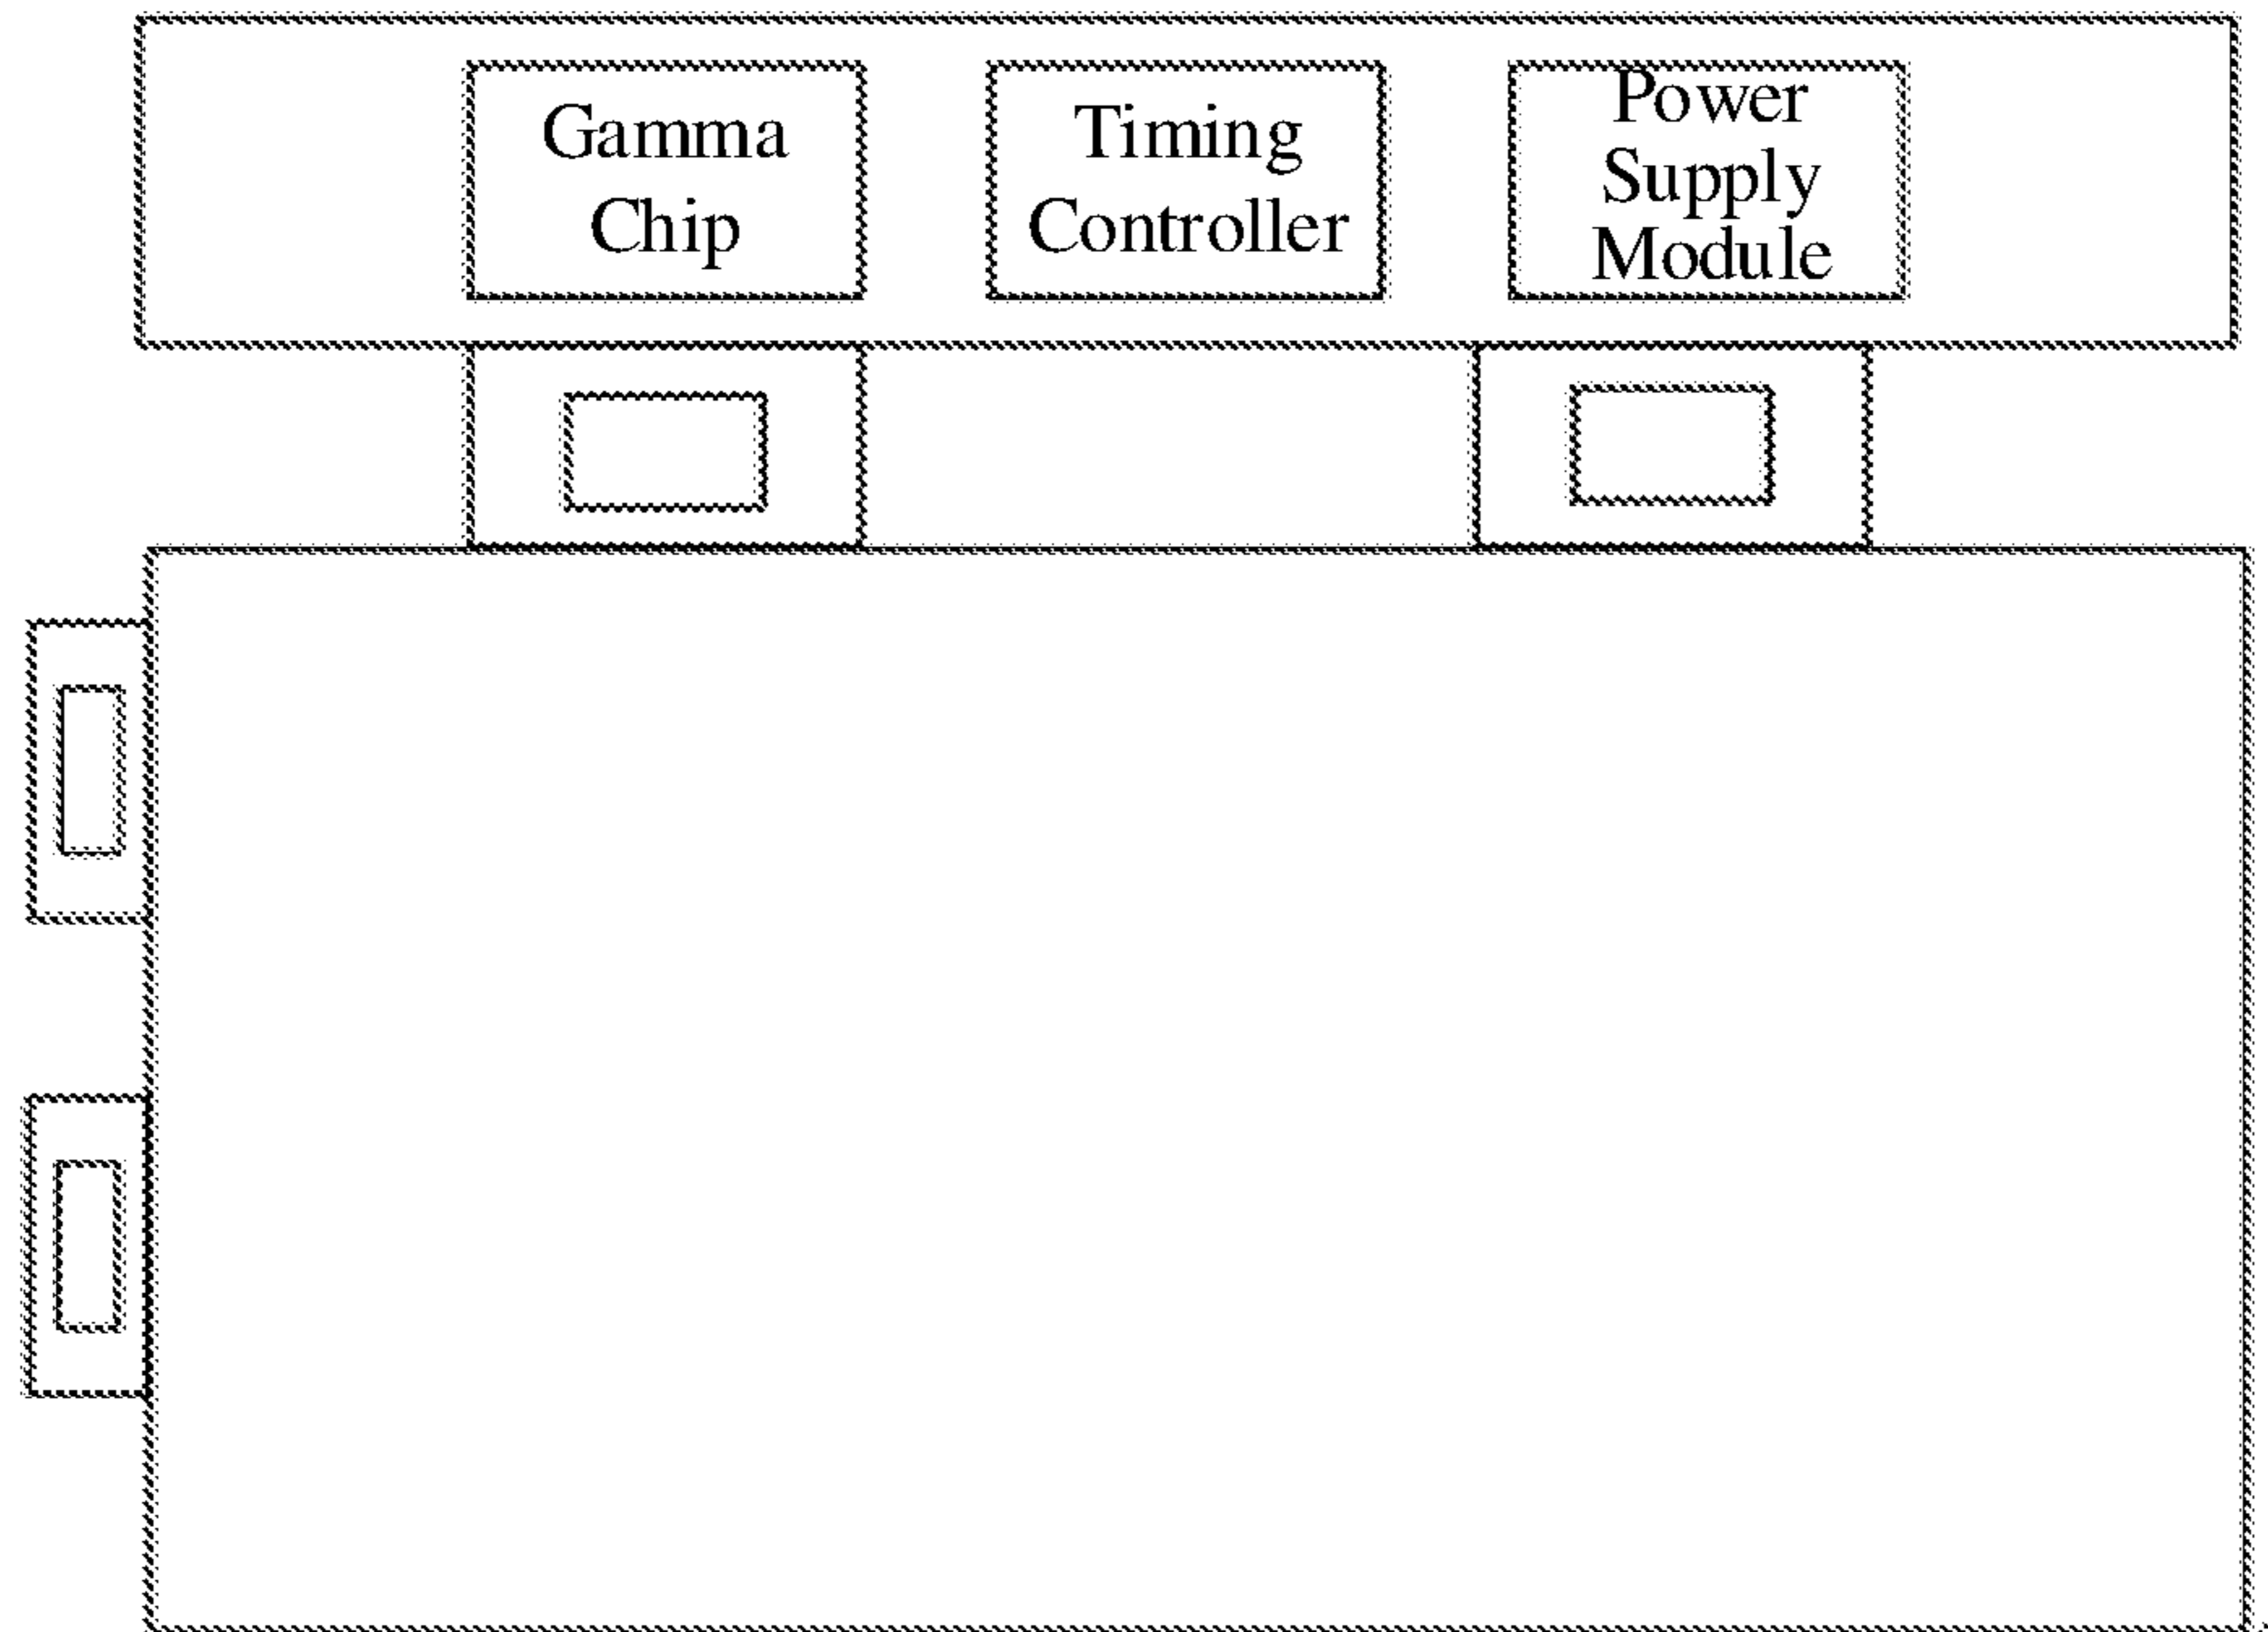 Gamma
Chip
Timing
Controller
Power
Supply
Module